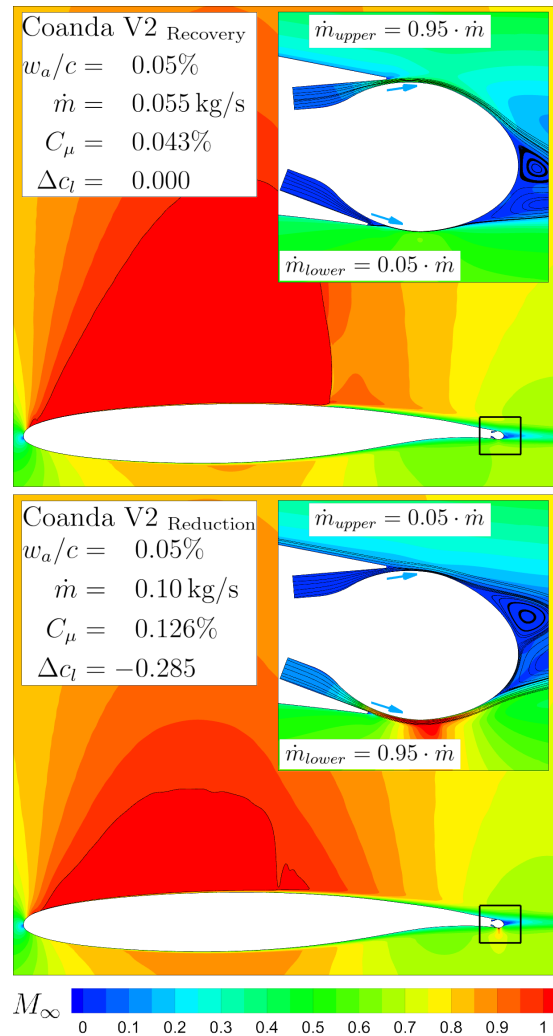 Coanda V2 Recovery
w_a/c = 0.05%
ṁ = 0.055 kg/s
C_μ = 0.043%
Δc_l = 0.000
ṁ_upper = 0.95 · ṁ
ṁ_lower = 0.05 · ṁ
Coanda V2 Reduction
w_a/c = 0.05%
ṁ = 0.10 kg/s
C_μ = 0.126%
Δc_l = −0.285
ṁ_upper = 0.05 · ṁ
ṁ_lower = 0.95 · ṁ
M_∞
0 0.1 0.2 0.3 0.4 0.5 0.6 0.7 0.8 0.9 1